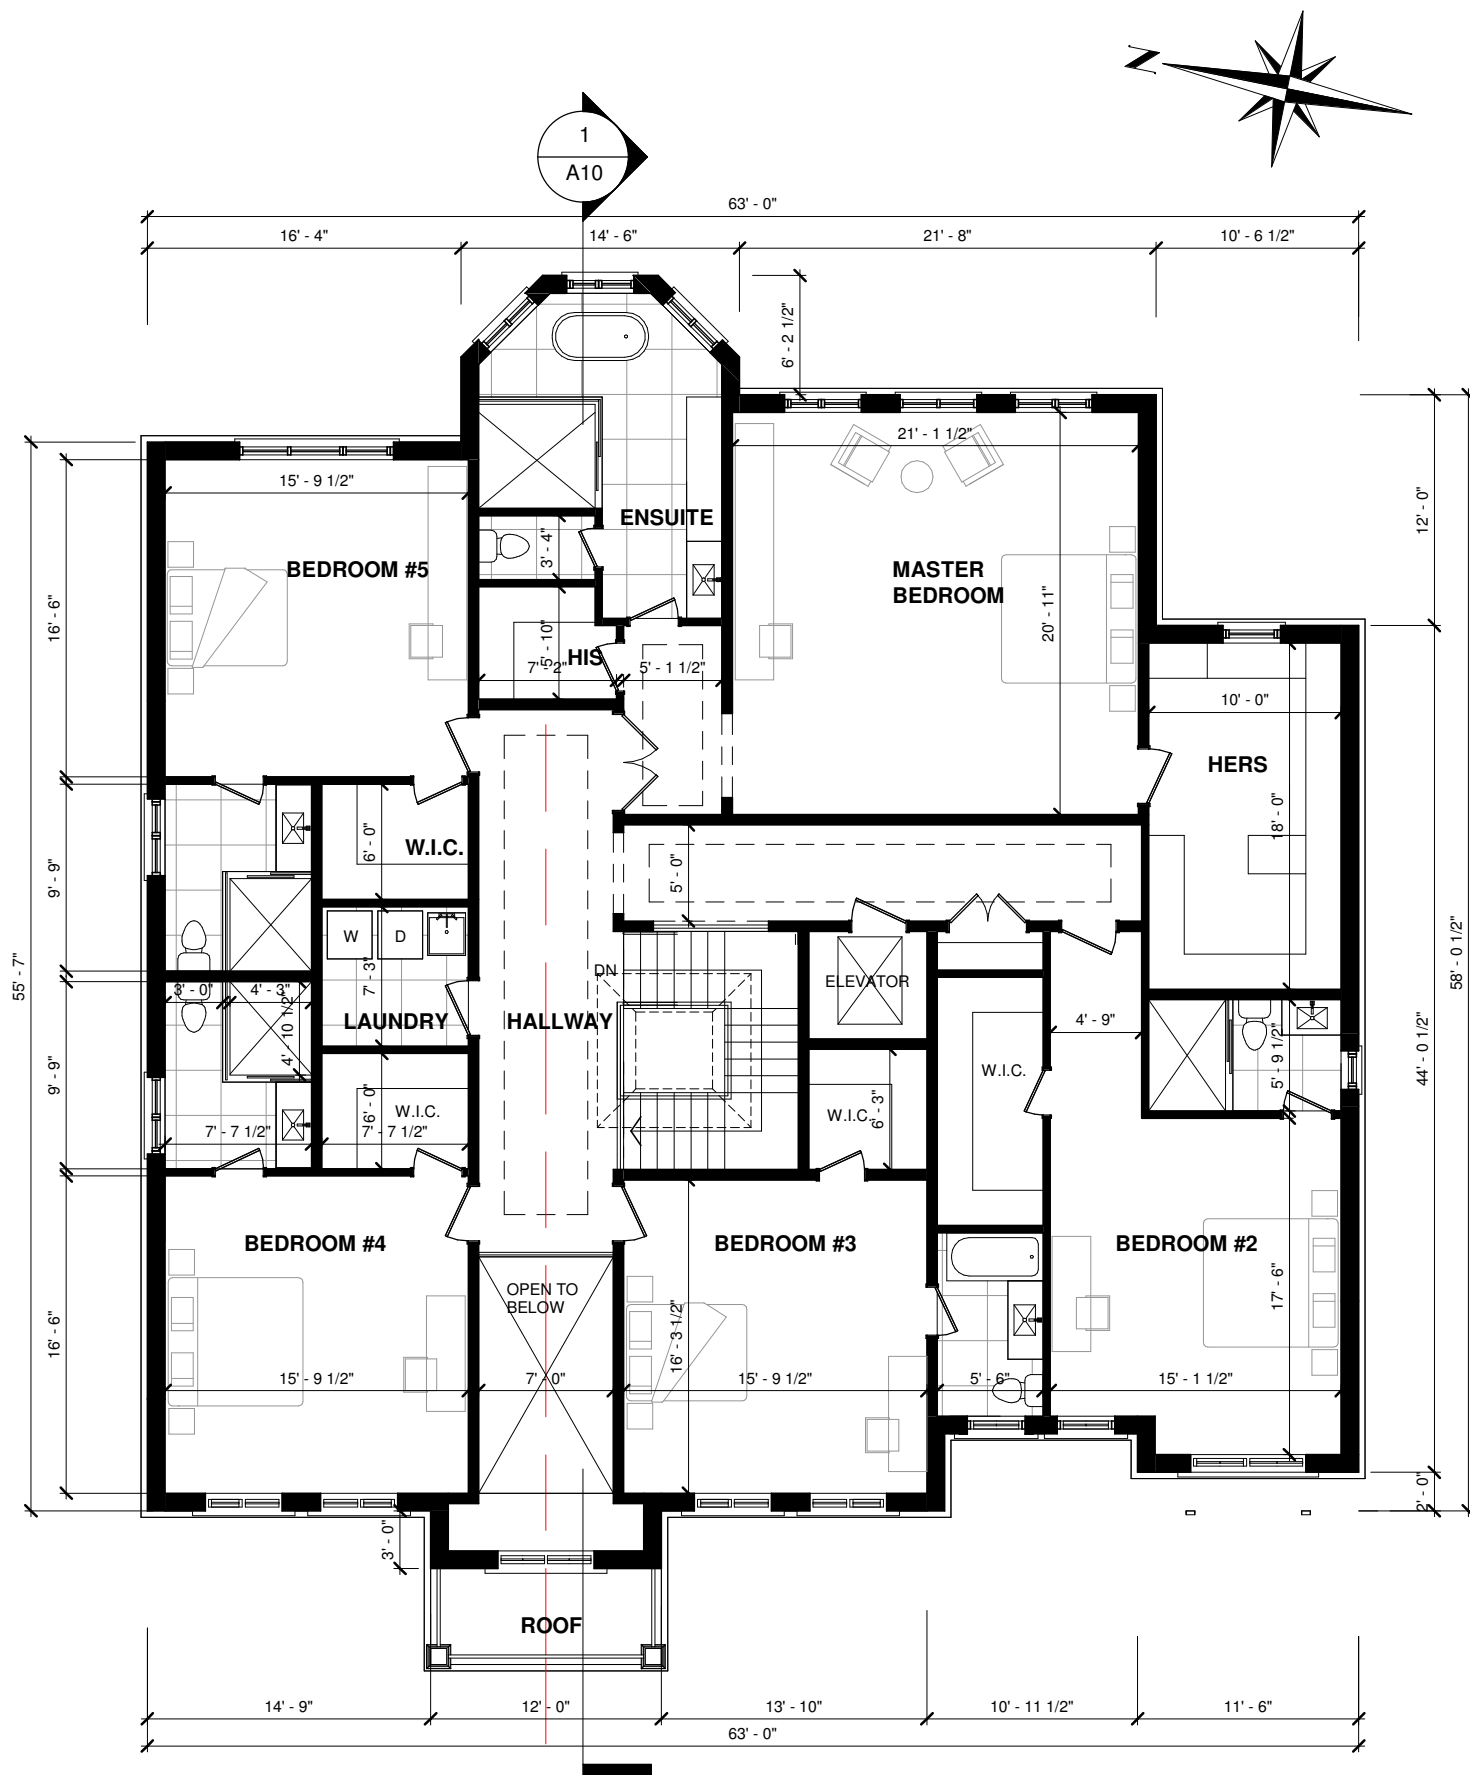 N
1
A10
63' - 0"
16' - 4"
14' - 6"
21' - 8"
10' - 6 1/2"
6' - 2 1/2"
21' - 1 1/2"
15' - 9 1/2"
12' - 0"
ENSUITE
3' - 4"
BEDROOM #5
MASTER
BEDROOM
20' - 11"
16' - 6"
5' - 10"
HIS
7' - 2"
5' - 1 1/2"
10' - 0"
HERS
18' - 0"
6' - 0"
W.I.C.
5' - 0"
9' - 9"
W
D
DN
ELEVATOR
7' - 3"
3' - 0"
4' - 3"
4' - 10 1/2"
55' - 7"
58' - 0 1/2"
LAUNDRY
HALLWAY
4' - 9"
5' - 9 1/2"
44' - 0 1/2"
9' - 9"
W.I.C.
6' - 0"
W.I.C.
W.I.C.
6' - 3"
7' - 7 1/2"
7' - 7 1/2"
BEDROOM #4
BEDROOM #3
BEDROOM #2
OPEN TO
BELOW
16' - 3 1/2"
17' - 6"
16' - 6"
15' - 9 1/2"
7' - 0"
15' - 9 1/2"
5' - 6"
15' - 1 1/2"
2' - 0"
3' - 0"
ROOF
14' - 9"
12' - 0"
13' - 10"
10' - 11 1/2"
11' - 6"
63' - 0"